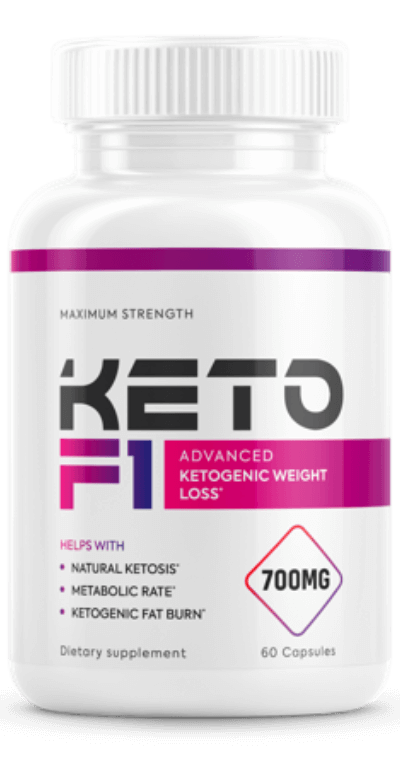 MAXIMUM STRENGTH
KETO
F1
ADVANCED
KETOGENIC WEIGHT
LOSS*
HELPS WITH
• NATURAL KETOSIS*
• METABOLIC RATE*
• KETOGENIC FAT BURN*
700MG
Dietary supplement
60 Capsules